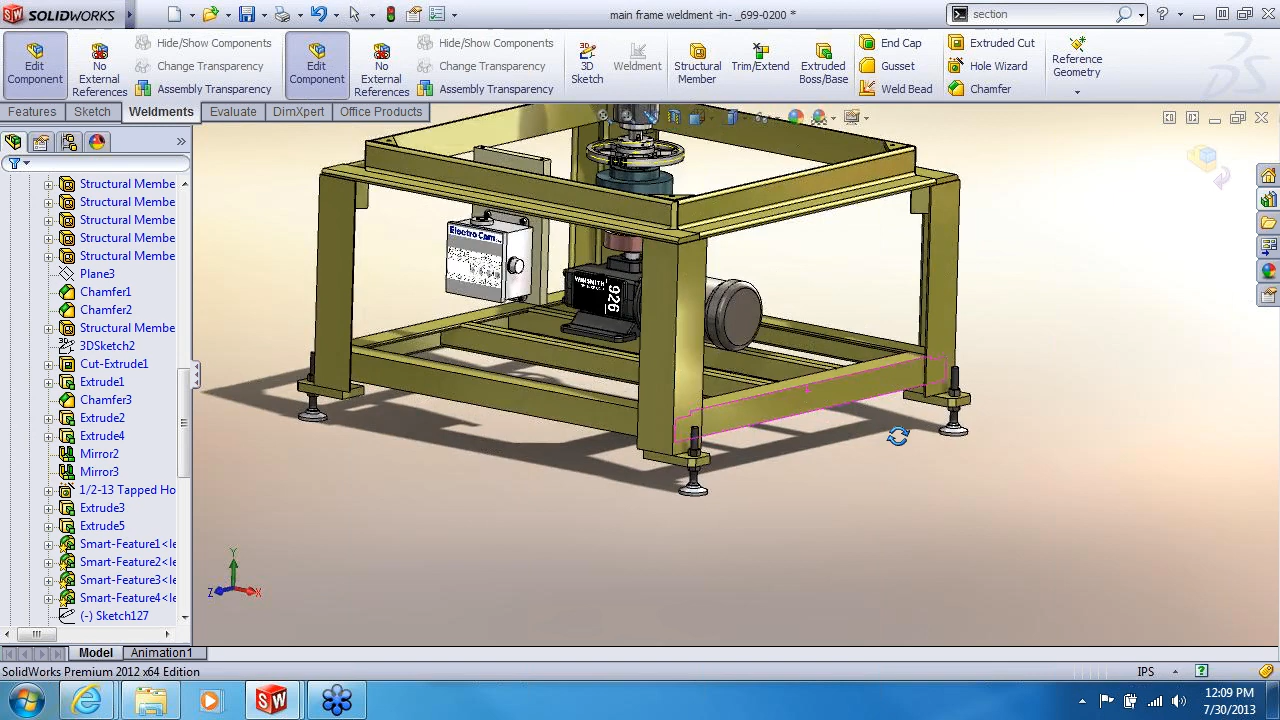 SOLIDWORKS
main frame weldment -in- _699-0200 *
section
Edit Component
No External References
Hide/Show Components
Change Transparency
Assembly Transparency
Edit Component
No External References
Hide/Show Components
Change Transparency
Assembly Transparency
3D Sketch
Weldment
Structural Member
Trim/Extend
Extruded Boss/Base
End Cap
Gusset
Weld Bead
Extruded Cut
Hole Wizard
Chamfer
Reference Geometry
Features Sketch Weldments Evaluate DimXpert Office Products
Structural Membe
Structural Membe
Structural Membe
Structural Membe
Structural Membe
Plane3
Chamfer1
Chamfer2
Structural Membe
3DSketch2
Cut-Extrude1
Extrude1
Chamfer3
Extrude2
Extrude4
Mirror2
Mirror3
1/2-13 Tapped Ho
Extrude3
Extrude5
Smart-Feature1<le
Smart-Feature2<le
Smart-Feature3<le
Smart-Feature4<le
(-) Sketch127
Electro Cam
WINSMITH
926
Y
Z
X
Model Animation1
SolidWorks Premium 2012 x64 Edition
IPS
12:09 PM
7/30/2013